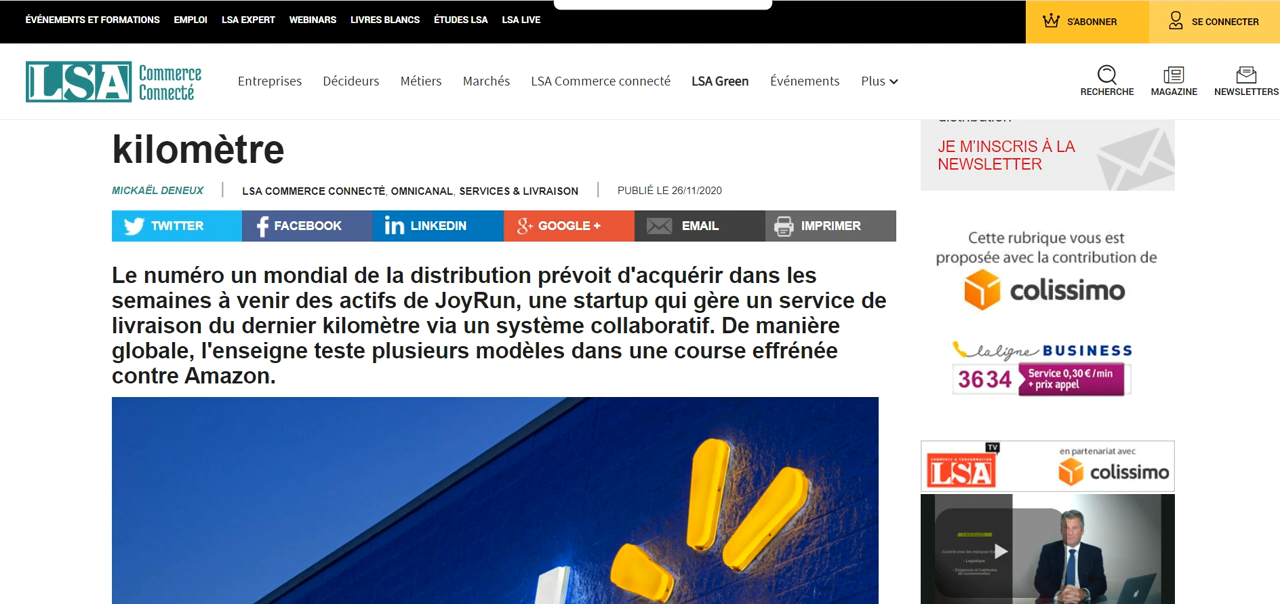 ÉVÉNEMENTS ET FORMATIONS EMPLOI LSA EXPERT WEBINARS LIVRES BLANCS ÉTUDES LSA LSA LIVE
S'ABONNER SE CONNECTER
LSA Commerce
Connecté
Entreprises Décideurs Métiers Marchés LSA Commerce connecté LSA Green Événements Plus
RECHERCHE MAGAZINE NEWSLETTERS
kilomètre
MICKAËL DENEUX | LSA COMMERCE CONNECTÉ, OMNICANAL, SERVICES & LIVRAISON | PUBLIÉ LE 26/11/2020
TWITTER FACEBOOK LINKEDIN GOOGLE + EMAIL IMPRIMER
Le numéro un mondial de la distribution prévoit d'acquérir dans les
semaines à venir des actifs de JoyRun, une startup qui gère un service de
livraison du dernier kilomètre via un système collaboratif. De manière
globale, l'enseigne teste plusieurs modèles dans une course effrénée
contre Amazon.
distribution
JE M'INSCRIS À LA
NEWSLETTER
Cette rubrique vous est
proposée avec la contribution de
colissimo
la ligne BUSINESS
3634 Service 0,30 € / min
+ prix appel
LSA TV
en partenariat avec
colissimo
- Logistique